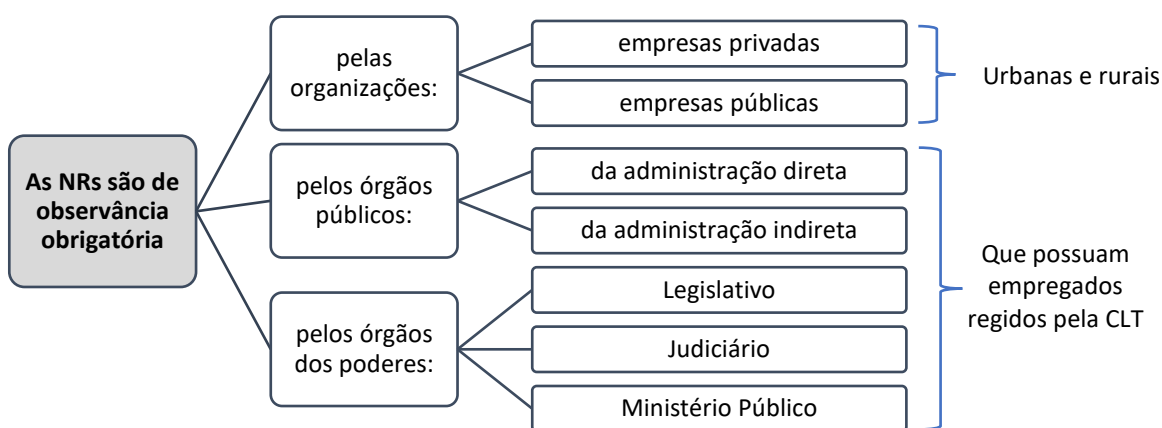 As NRs são de
observância
obrigatória
pelas
organizações:
empresas privadas
empresas públicas
Urbanas e rurais
pelos órgãos
públicos:
da administração direta
da administração indireta
pelos órgãos
dos poderes:
Legislativo
Judiciário
Ministério Público
Que possuam
empregados
regidos pela CLT